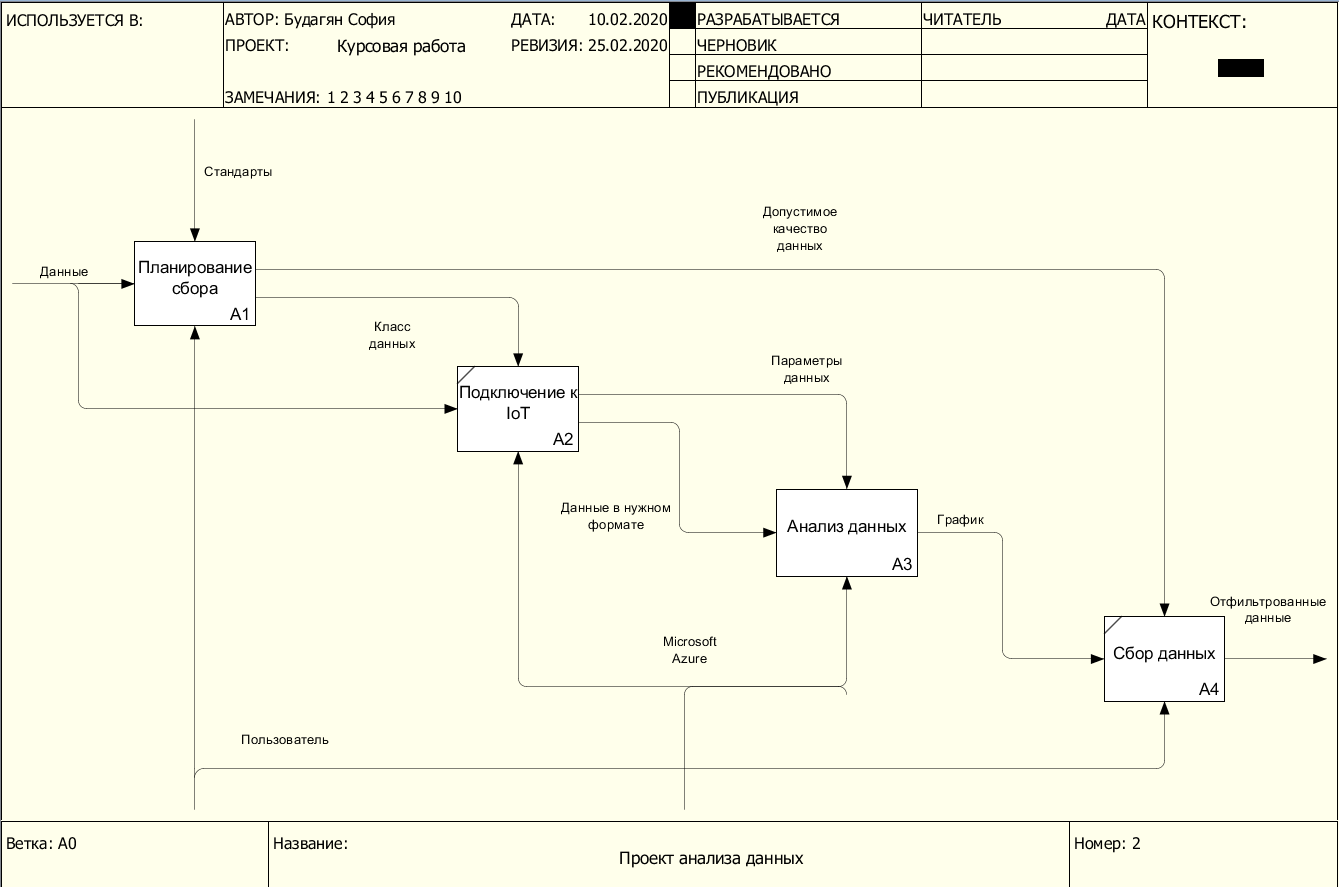 ИСПОЛЬЗУЕТСЯ В:
АВТОР: Будагян София
ДАТА: 10.02.2020
ПРОЕКТ: Курсовая работа
РЕВИЗИЯ: 25.02.2020
ЗАМЕЧАНИЯ: 1 2 3 4 5 6 7 8 9 10
РАЗРАБАТЫВАЕТСЯ
ЧЕРНОВИК
РЕКОМЕНДОВАНО
ПУБЛИКАЦИЯ
ЧИТАТЕЛЬ
ДАТА
КОНТЕКСТ:
Стандарты
Допустимое
качество
данных
Данные
Планирование
сбора
A1
Класс
данных
Параметры
данных
Подключение к
IoT
A2
Данные в нужном
формате
Анализ данных
A3
График
Отфильтрованные
данные
Microsoft
Azure
Сбор данных
A4
Пользователь
Ветка: A0
Название:
Проект анализа данных
Номер: 2